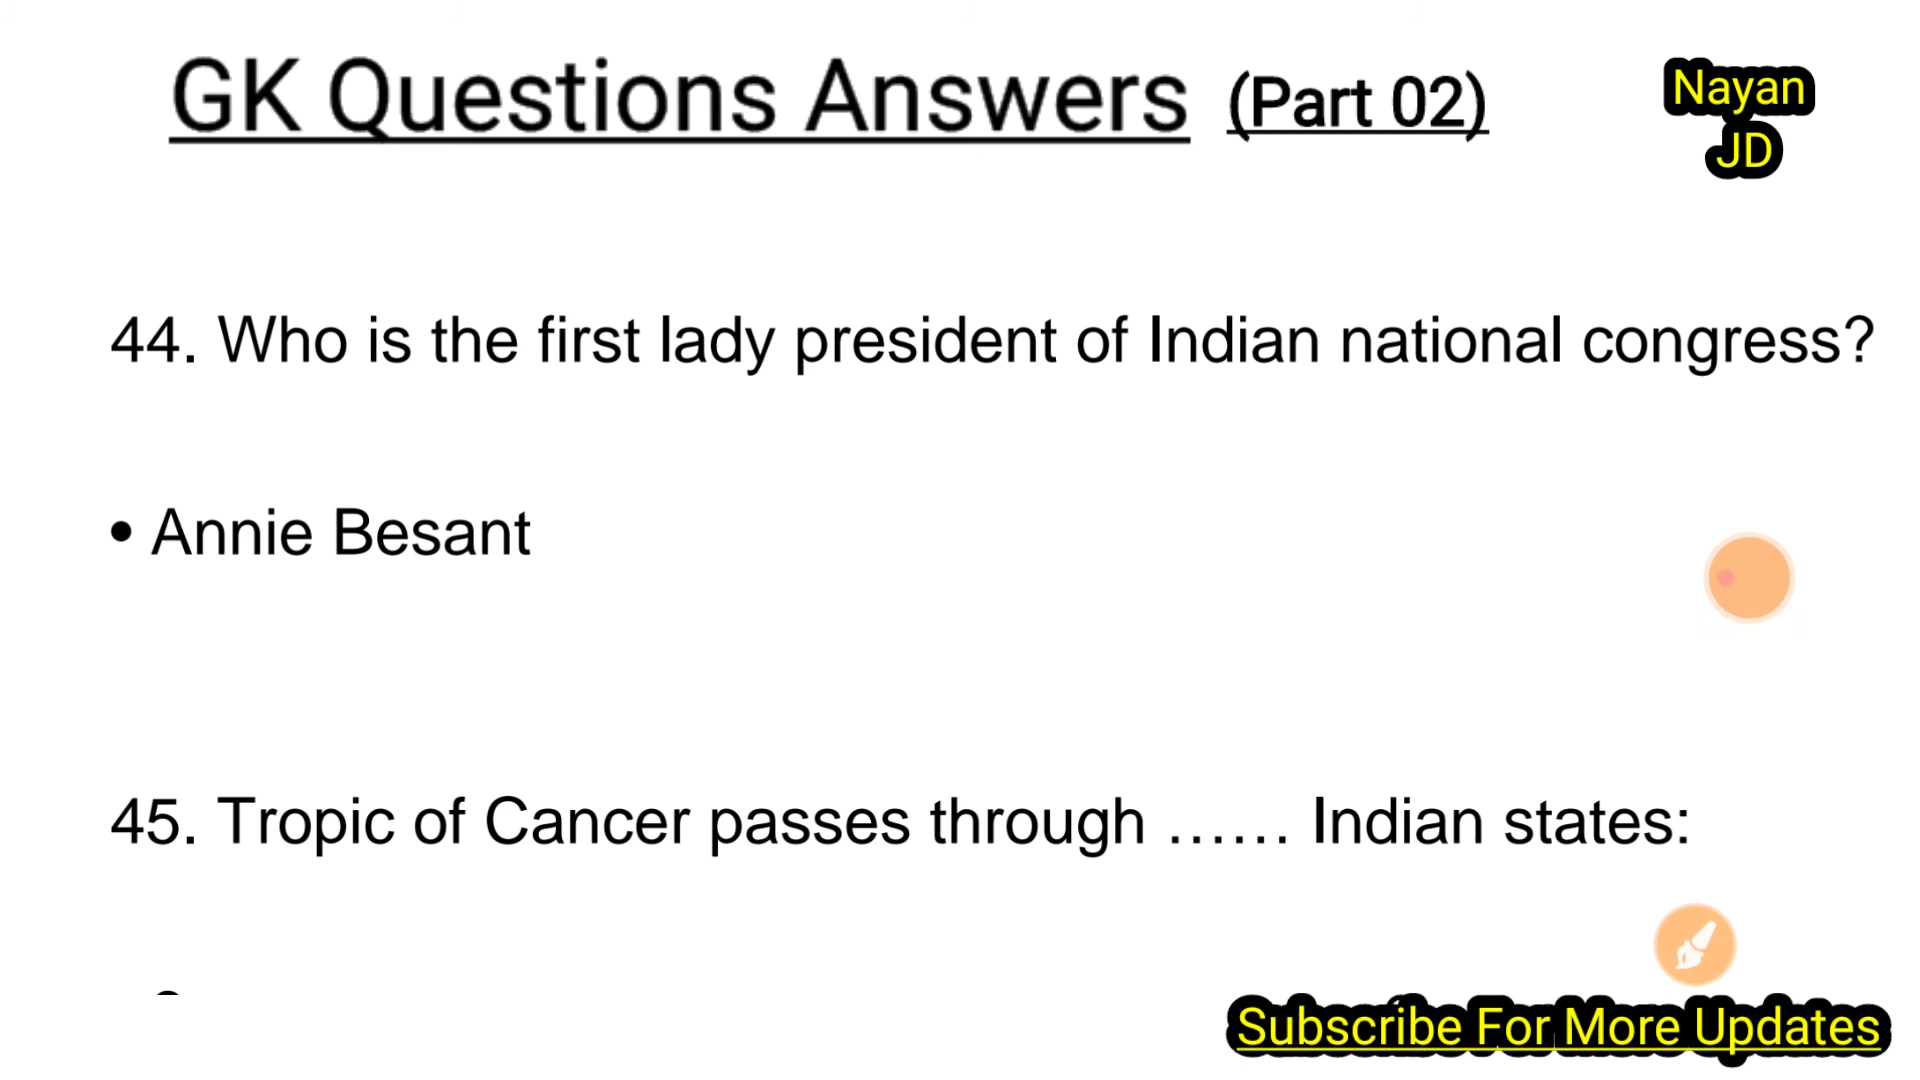 GK Questions Answers (Part 02)
Nayan
JD
44. Who is the first lady president of Indian national congress?
• Annie Besant
45. Tropic of Cancer passes through ...... Indian states:
Subscribe For More Updates